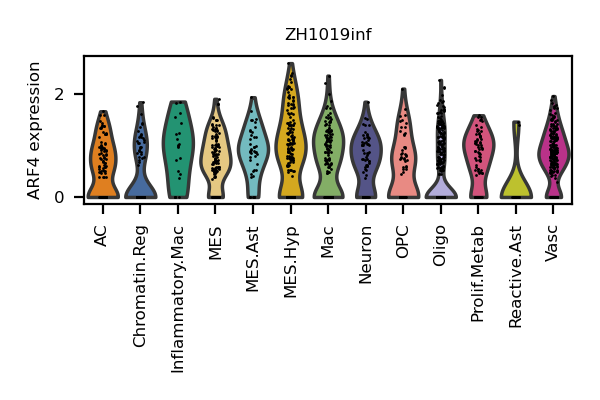 ZH1019inf
ARF4 expression
2
0
AC
Chromatin.Reg
Inflammatory.Mac
MES
MES.Ast
MES.Hyp
Mac
Neuron
OPC
Oligo
Prolif.Metab
Reactive.Ast
Vasc